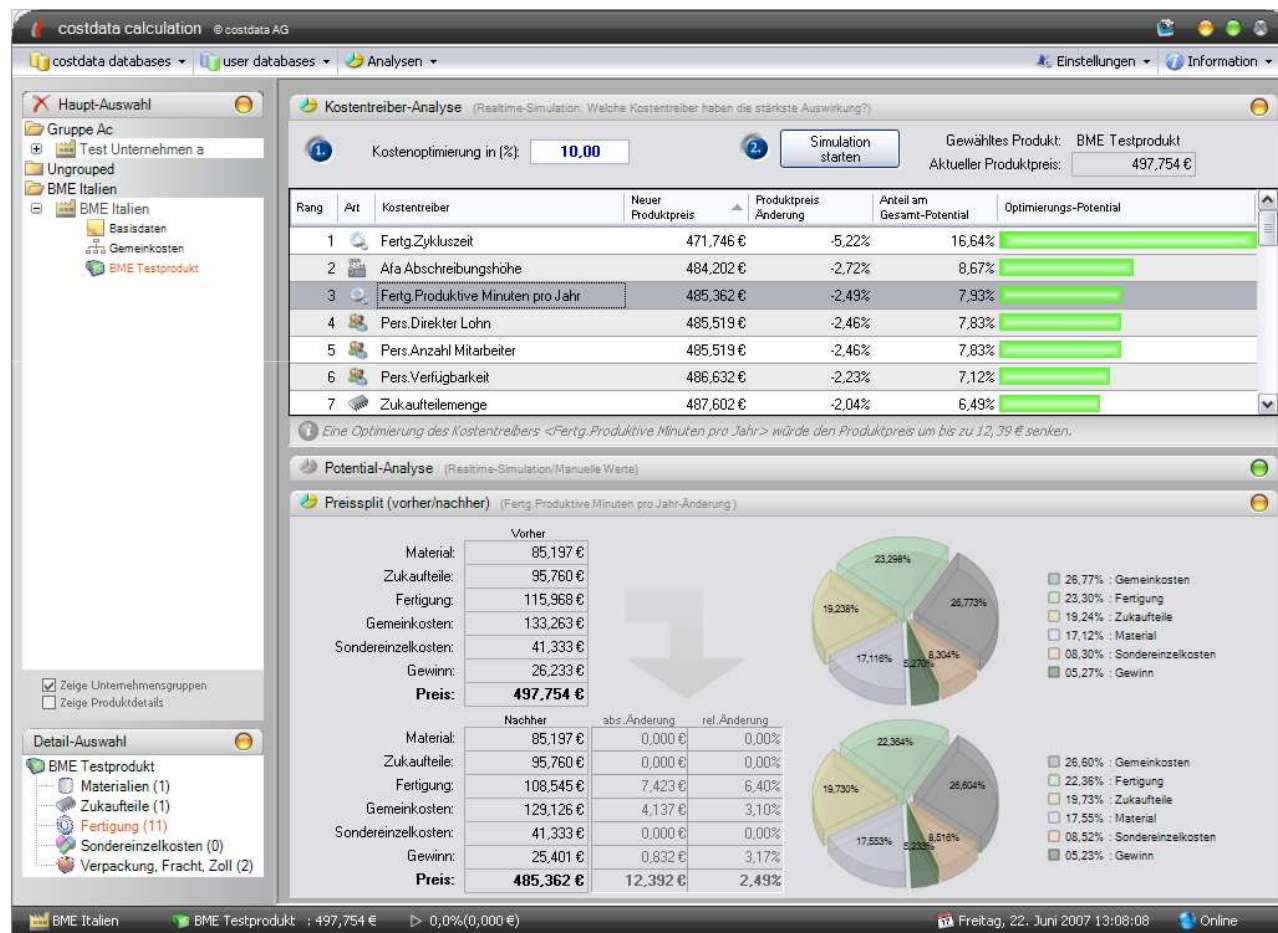 costdata calculation © costdata AG
costdata databases user databases Analysen Einstellungen Information
Haupt-Auswahl
Gruppe Ac
Test Unternehmen a
Ungrouped
BME Italien
BME Italien
Basisdaten
Gemeinkosten
BME Testprodukt
Zeige Unternehmensgruppen
Zeige Produktdetails
Detail-Auswahl
BME Testprodukt
Materialien (1)
Zukaufteile (1)
Fertigung (11)
Sondereinzelkosten (0)
Verpackung, Fracht, Zoll (2)
Kostentreiber-Analyse (Realtime-Simulation: Welche Kostentreiber haben die stärkste Auswirkung?)
1. Kostenoptimierung in (%): 10,00 2. Simulation starten
Gewähltes Produkt: BME Testprodukt
Aktueller Produktpreis: 497,754 €
Rang Art Kostentreiber Neuer Produktpreis Produktpreis Änderung Anteil am Gesamt-Potential Optimierungs-Potential
1 Fertg.Zykluszeit 471,746 € -5,22% 16,64%
2 Afa Abschreibungshöhe 484,202 € -2,72% 8,67%
3 Fertg.Produktive Minuten pro Jahr 485,362 € -2,49% 7,93%
4 Pers.Direkter Lohn 485,519 € -2,46% 7,83%
5 Pers.Anzahl Mitarbeiter 485,519 € -2,46% 7,83%
6 Pers.Verfügbarkeit 486,632 € -2,23% 7,12%
7 Zukaufteilemenge 487,602 € -2,04% 6,49%
Eine Optimierung des Kostentreibers <Fertg.Produktive Minuten pro Jahr> würde den Produktpreis um bis zu 12,39 € senken.
Potential-Analyse (Realtime-Simulation/Manuelle Werte)
Preissplit (vorher/nachher) (Fertg.Produktive Minuten pro Jahr-Änderung)
Vorher
Material: 85,197 €
Zukaufteile: 95,760 €
Fertigung: 115,968 €
Gemeinkosten: 133,263 €
Sondereinzelkosten: 41,333 €
Gewinn: 26,233 €
Preis: 497,754 €
23,298%
26,773%
19,238%
17,116%
5,270%
8,304%
26,77% : Gemeinkosten
23,30% : Fertigung
19,24% : Zukaufteile
17,12% : Material
08,30% : Sondereinzelkosten
05,27% : Gewinn
Nachher abs.Änderung rel.Änderung
Material: 85,197 € 0,000 € 0,00%
Zukaufteile: 95,760 € 0,000 € 0,00%
Fertigung: 108,545 € 7,423 € 6,40%
Gemeinkosten: 129,126 € 4,137 € 3,10%
Sondereinzelkosten: 41,333 € 0,000 € 0,00%
Gewinn: 25,401 € 0,832 € 3,17%
Preis: 485,362 € 12,392 € 2,49%
22,364%
26,604%
19,730%
17,553%
5,233%
8,516%
26,60% : Gemeinkosten
22,36% : Fertigung
19,73% : Zukaufteile
17,55% : Material
08,52% : Sondereinzelkosten
05,23% : Gewinn
BME Italien BME Testprodukt : 497,754 € 0,0%(0,000 €) 17 Freitag, 22. Juni 2007 13:08:08 Online